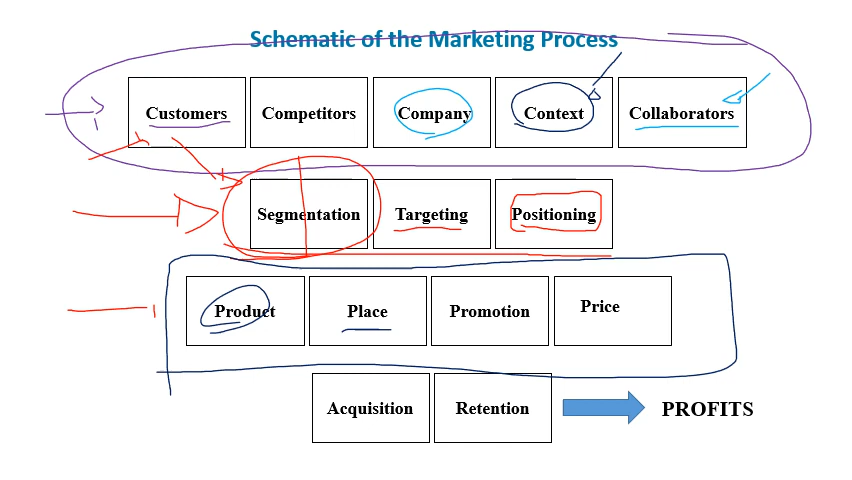 Schematic of the Marketing Process
Customers Competitors Company Context Collaborators
Segmentation Targeting Positioning
Product Place Promotion Price
Acquisition Retention PROFITS